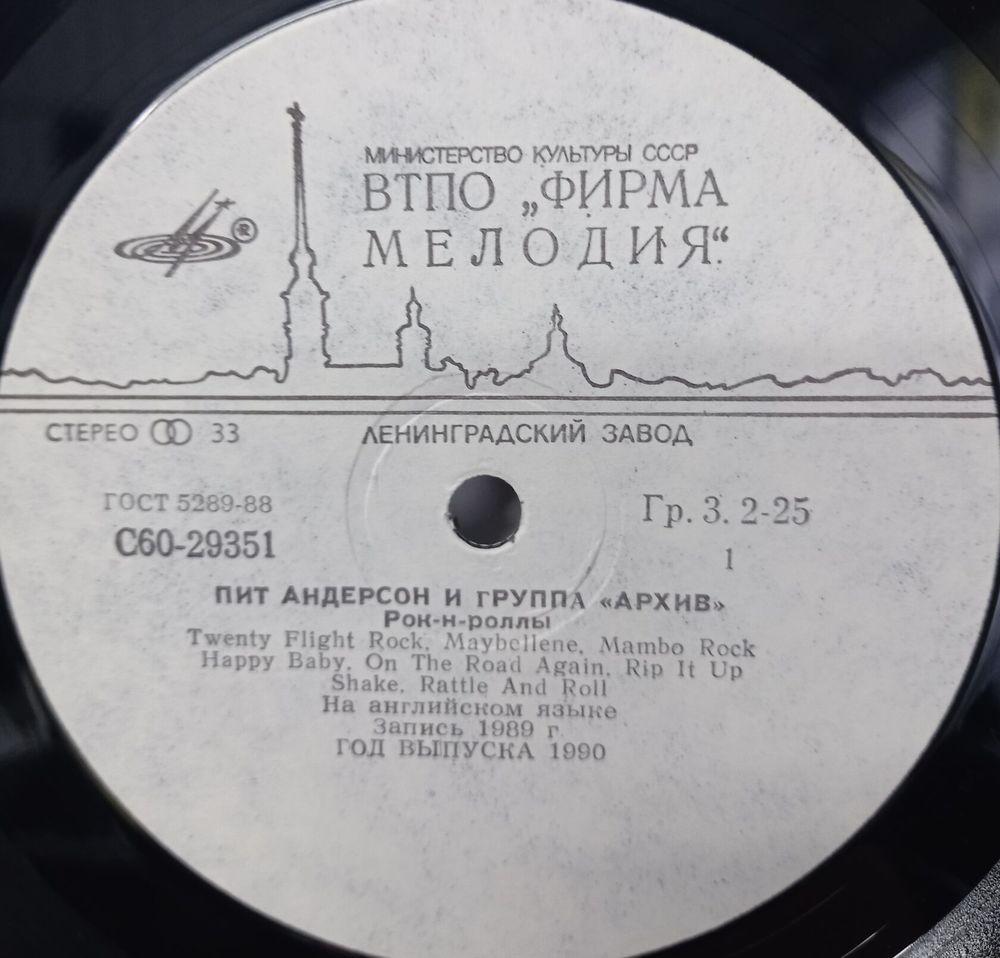 МИНИСТЕРСТВО КУЛЬТУРЫ СССР
ВТПО „ФИРМА
МЕЛОДИЯ“
®
СТЕРЕО 33
ЛЕНИНГРАДСКИЙ ЗАВОД
ГОСТ 5289-88
С60-29351
Гр. 3. 2-25
1
ПИТ АНДЕРСОН И ГРУППА «АРХИВ»
Рок-н-роллы
Twenty Flight Rock, Maybellene, Mambo Rock
Happy Baby, On The Road Again, Rip It Up
Shake, Rattle And Roll
На английском языке
Запись 1989 г.
ГОД ВЫПУСКА 1990